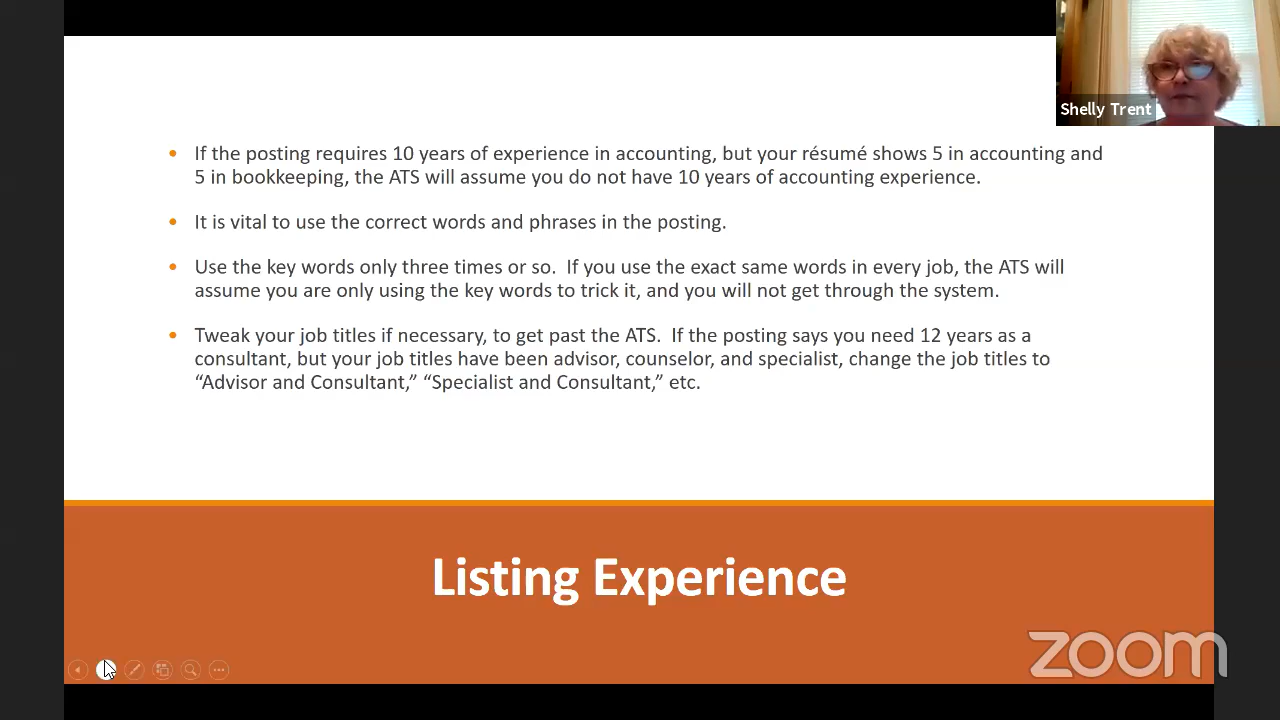 Shelly Trent
If the posting requires 10 years of experience in accounting, but your résumé shows 5 in accounting and
5 in bookkeeping, the ATS will assume you do not have 10 years of accounting experience.
It is vital to use the correct words and phrases in the posting.
Use the key words only three times or so.  If you use the exact same words in every job, the ATS will
assume you are only using the key words to trick it, and you will not get through the system.
Tweak your job titles if necessary, to get past the ATS.  If the posting says you need 12 years as a
consultant, but your job titles have been advisor, counselor, and specialist, change the job titles to
“Advisor and Consultant,” “Specialist and Consultant,” etc.
Listing Experience
zoom